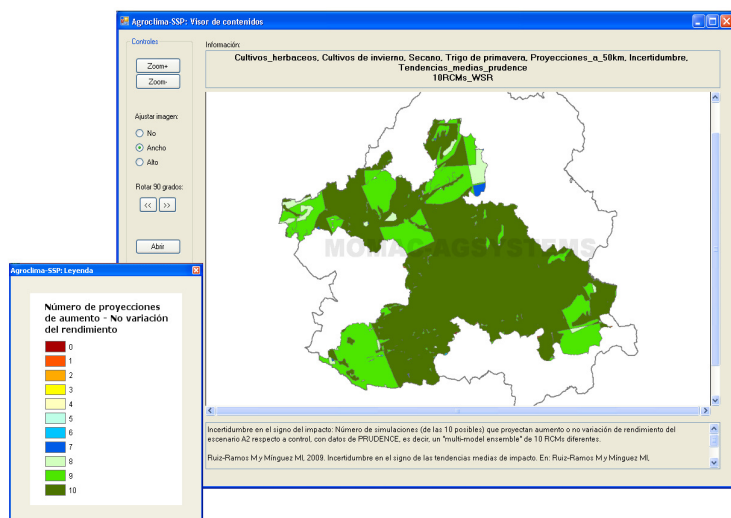 Agroclima-SSP: Visor de contenidos
Controles
Zoom+
Zoom-
Ajustar imagen:
No
Ancho
Alto
Rotar 90 grados:
<<
>>
Abrir
Información:
Cultivos_herbaceos, Cultivos de invierno, Secano, Trigo de primavera, Proyecciones_a_50km, Incertidumbre,
Tendencias_medias_prudence
10RCMs_WSR
MOMAC-AGSYSTEMS
Incertidumbre en el signo del impacto: Número de simulaciones (de las 10 posibles) que proyectan aumento o no variación de rendimiento del
escenario A2 respecto a control, con datos de PRUDENCE, es decir, un "multi-model ensemble" de 10 RCMs diferentes.
Ruiz-Ramos M y Mínguez MI, 2009. Incertidumbre en el signo de las tendencias medias de impacto. En: Ruiz-Ramos M y Mínguez MI,
Agroclima-SSP: Leyenda
Número de proyecciones
de aumento - No variación
del rendimiento
0
1
2
3
4
5
6
7
8
9
10